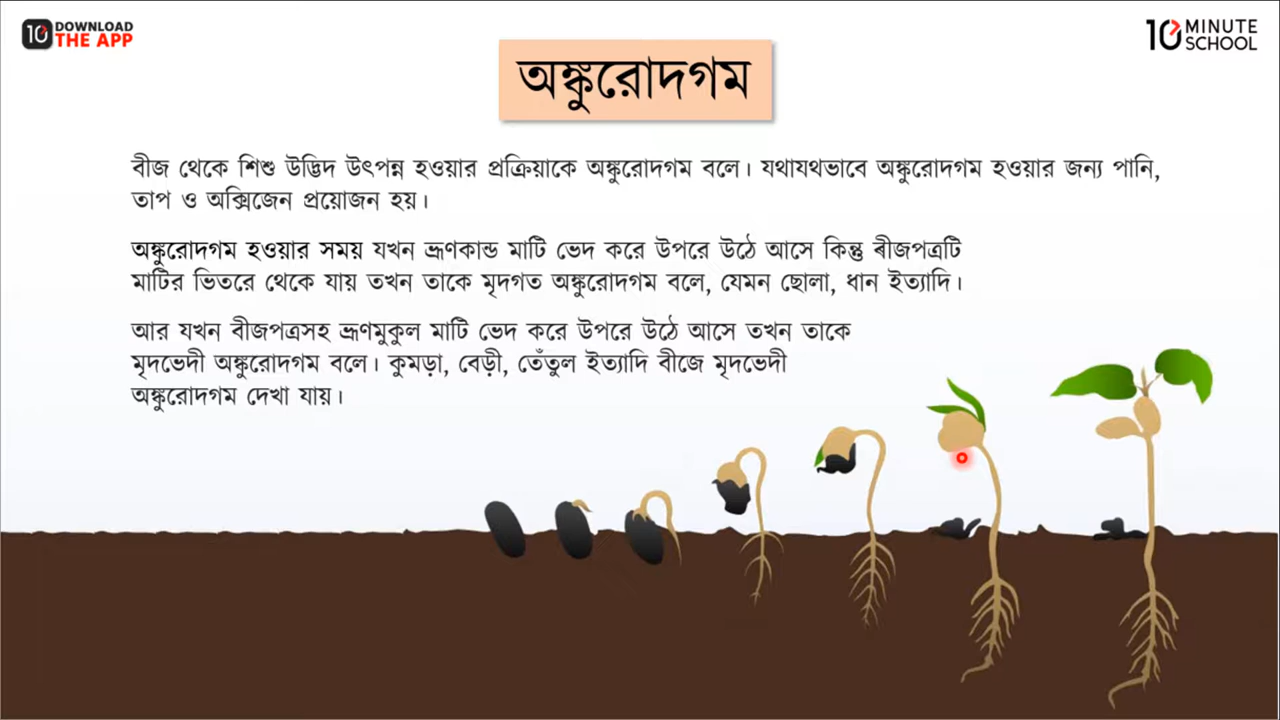 10 DOWNLOAD
THE APP
10 MINUTE
SCHOOL
অঙ্কুরোদগম
বীজ থেকে শিশু উদ্ভিদ উৎপন্ন হওয়ার প্রক্রিয়াকে অঙ্কুরোদগম বলে। যথাযথভাবে অঙ্কুরোদগম হওয়ার জন্য পানি,
তাপ ও অক্সিজেন প্রয়োজন হয়।
অঙ্কুরোদগম হওয়ার সময় যখন ভ্রূণকান্ড মাটি ভেদ করে উপরে উঠে আসে কিন্তু ৰীজপত্রটি
মাটির ভিতরে থেকে যায় তখন তাকে মৃদগত অঙ্কুরোদগম বলে, যেমন ছোলা, ধান ইত্যাদি।
আর যখন বীজপত্রসহ ভ্রূণমুকুল মাটি ভেদ করে উপরে উঠে আসে তখন তাকে
মৃদভেদী অঙ্কুরোদগম বলে। কুমড়া, বেড়ী, তেঁতুল ইত্যাদি বীজে মৃদভেদী
অঙ্কুরোদগম দেখা যায়।